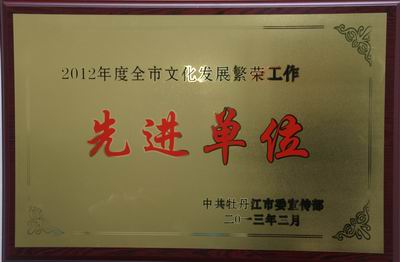 2012年度全市文化发展繁荣工作
先进单位
中共牡丹江市委宣传部
二〇一三年二月